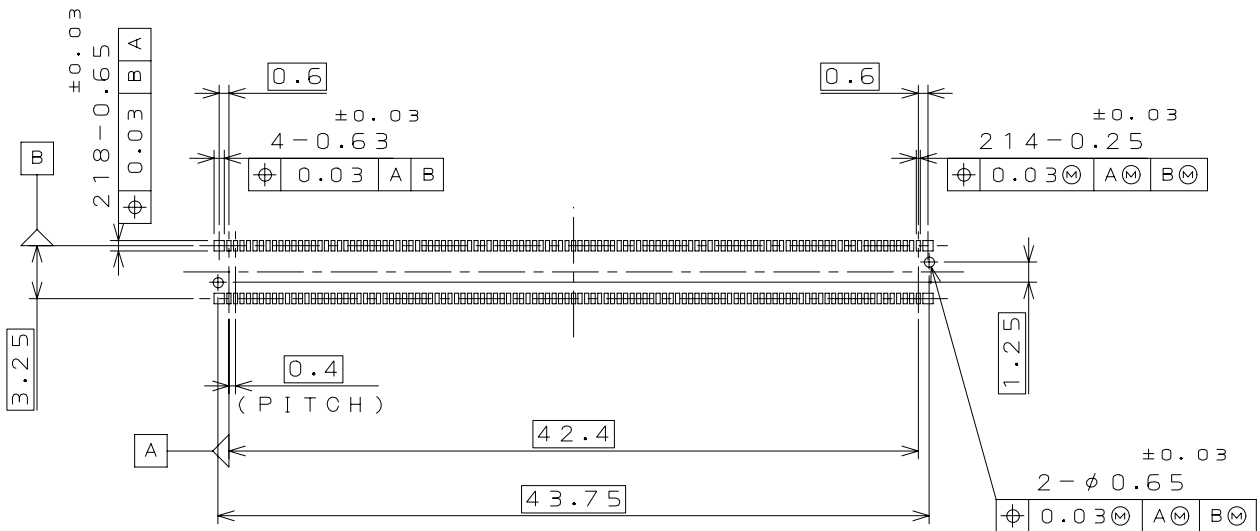 ±0.03
218-0.65
⌖ 0.03 B A
B
0.6
±0.03
4-0.63
⌖ 0.03 A B
0.6
±0.03
214-0.25
⌖ 0.03Ⓜ AⓂ BⓂ
3.25
1.25
0.4
(PITCH)
A
42.4
43.75
±0.03
2-φ0.65
⌖ 0.03Ⓜ AⓂ BⓂ